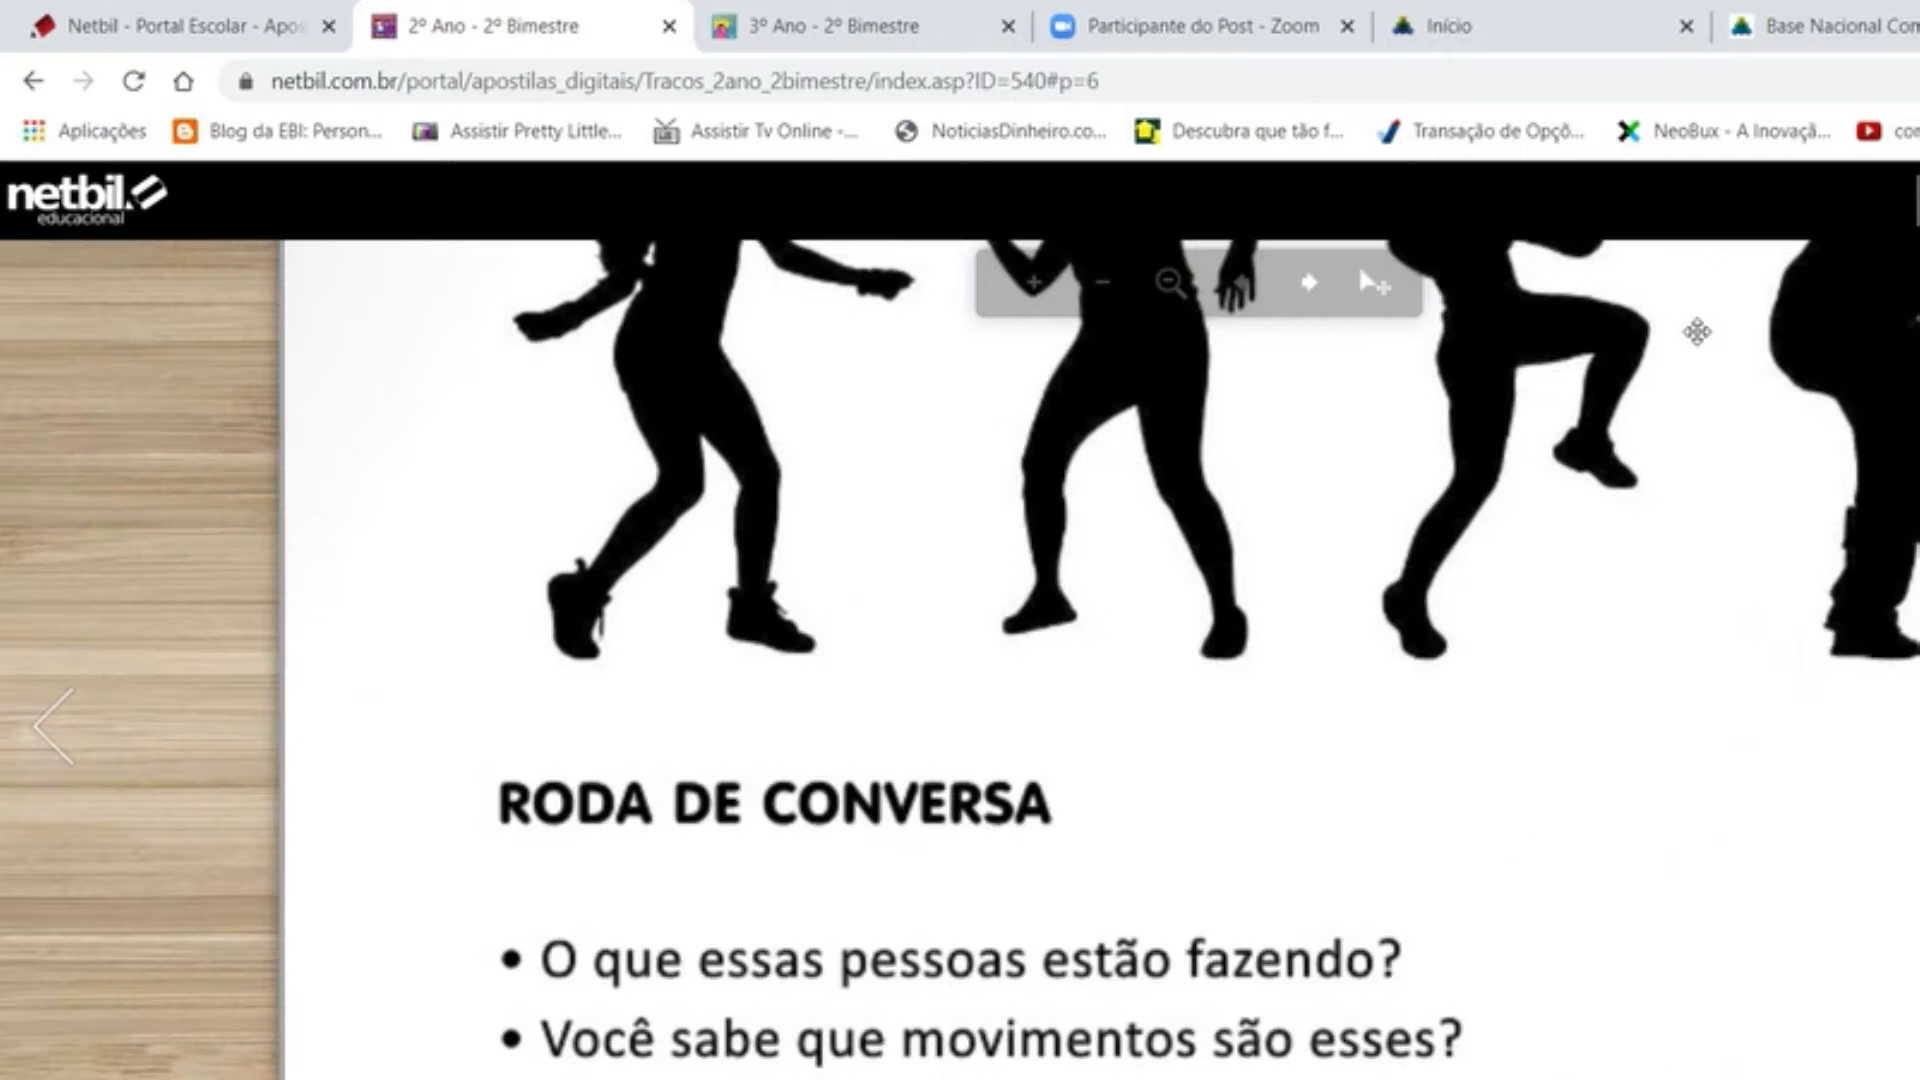 Netbil - Portal Escolar - Apos
2º Ano - 2º Bimestre
3º Ano - 2º Bimestre
Participante do Post - Zoom
Início
Base Nacional Com
netbil.com.br/portal/apostilas_digitais/Tracos_2ano_2bimestre/index.asp?ID=540#p=6
Aplicações
Blog da EBI: Person...
Assistir Pretty Little...
Assistir Tv Online -...
NoticiasDinheiro.co...
Descubra que tão f...
Transação de Opçõ...
NeoBux - A Inovaçã...
con
netbil
educacional
RODA DE CONVERSA
• O que essas pessoas estão fazendo?
• Você sabe que movimentos são esses?